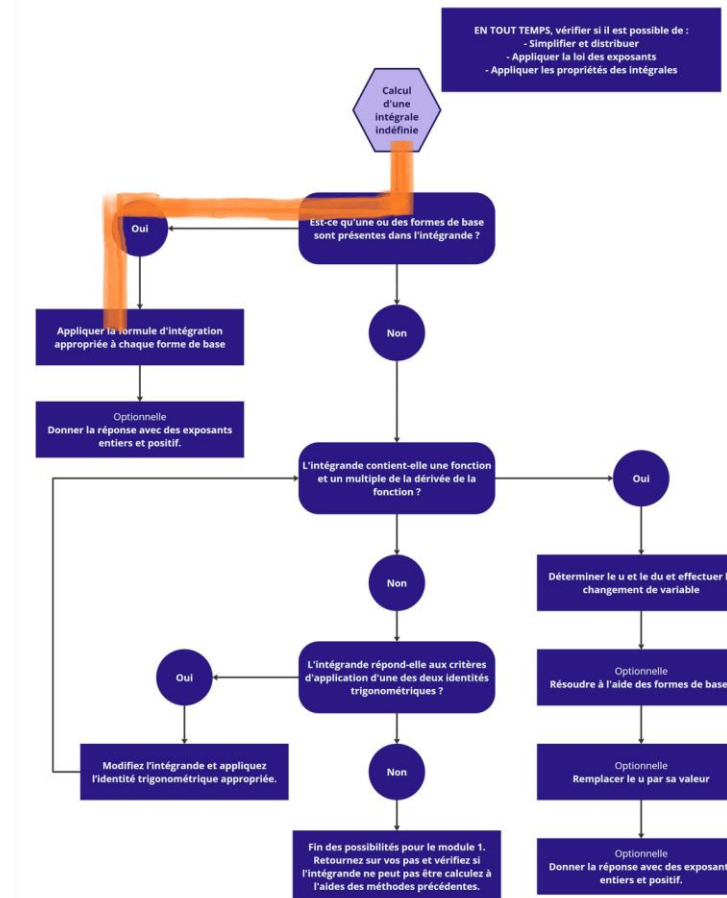 EN TOUT TEMPS, vérifier si il est possible de :
- Simplifier et distribuer
- Appliquer la loi des exposants
- Appliquer les propriétés des intégrales
Calcul
d'une
intégrale
indéfinie
Est-ce qu'une ou des formes de base
sont présentes dans l'intégrande ?
Oui
Appliquer la formule d'intégration
appropriée à chaque forme de base
Optionnelle
Donner la réponse avec des exposants
entiers et positif.
Non
L'intégrande contient-elle une fonction
et un multiple de la dérivée de la
fonction ?
Oui
Déterminer le u et le du et effectuer
changement de variable
Optionnelle
Résoudre à l'aide des formes de base
Optionnelle
Remplacer le u par sa valeur
Optionnelle
Donner la réponse avec des exposants
entiers et positif.
Non
L'intégrande répond-elle aux critères
d'application d'une des deux identités
trigonométriques ?
Oui
Modifiez l'intégrande et appliquez
l'identité trigonométrique appropriée.
Non
Fin des possibilités pour le module 1.
Retournez sur vos pas et vérifiez si
l'intégrande ne peut pas être calculez à
l'aides des méthodes précédentes.